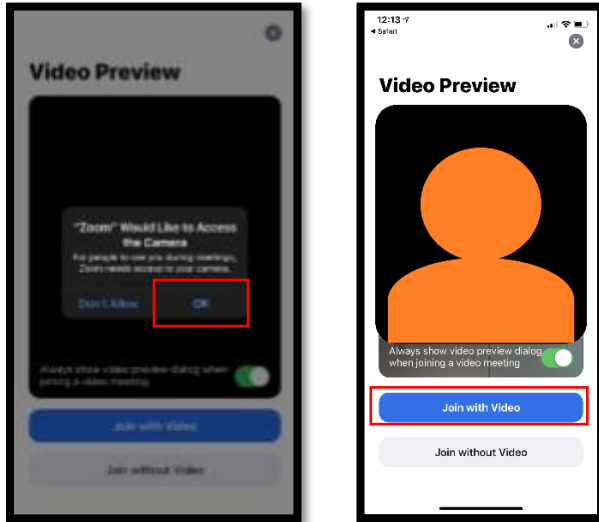 Video Preview
"Zoom" Would Like to Access
the Camera
For people to see you during meetings,
Zoom needs access to your camera.
Don't Allow OK
Always show video preview dialog when
joining a video meeting
Join with Video
Join without Video
12:13
Safari
Video Preview
Always show video preview dialog
when joining a video meeting
Join with Video
Join without Video